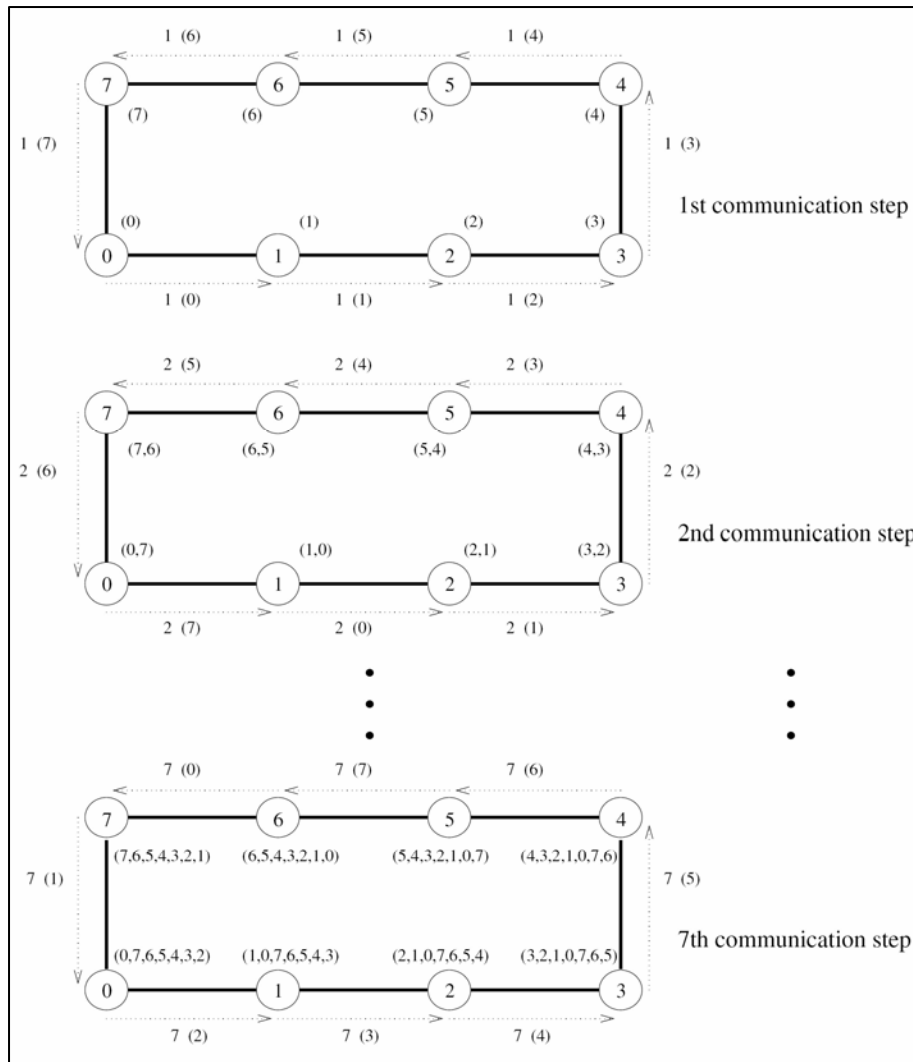 1 (6) 1 (5) 1 (4)
7 6 5 4
(7) (6) (5) (4)
1 (7) 1 (3)
1st communication step
(0) (1) (2) (3)
0 1 2 3
1 (0) 1 (1) 1 (2)
2 (5) 2 (4) 2 (3)
7 6 5 4
(7,6) (6,5) (5,4) (4,3)
2 (6) 2 (2)
2nd communication step
(0,7) (1,0) (2,1) (3,2)
0 1 2 3
2 (7) 2 (0) 2 (1)
7 (0) 7 (7) 7 (6)
7 6 5 4
(7,6,5,4,3,2,1) (6,5,4,3,2,1,0) (5,4,3,2,1,0,7) (4,3,2,1,0,7,6)
7 (1) 7 (5)
7th communication step
(0,7,6,5,4,3,2) (1,0,7,6,5,4,3) (2,1,0,7,6,5,4) (3,2,1,0,7,6,5)
0 1 2 3
7 (2) 7 (3) 7 (4)